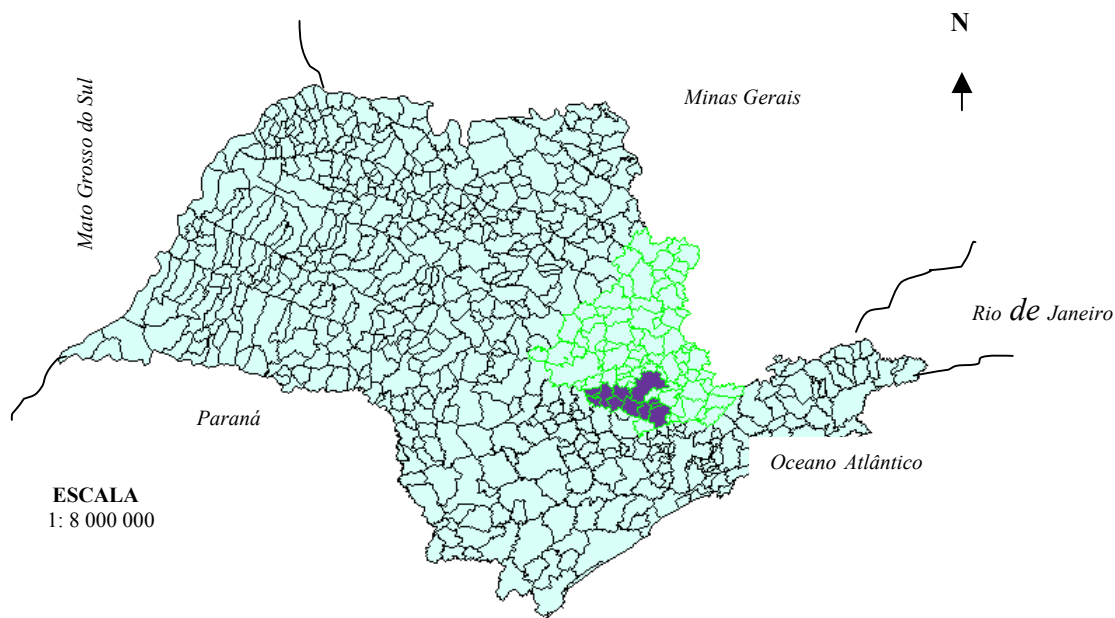 N
Minas Gerais
Mato Grosso do Sul
Rio de Janeiro
Paraná
Oceano Atlântico
ESCALA
1: 8 000 000